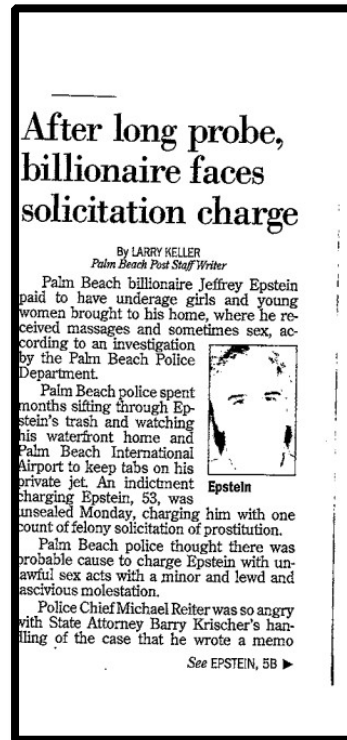 After long probe,
billionaire faces
solicitation charge
By LARRY KELLER
Palm Beach Post Staff Writer
Palm Beach billionaire Jeffrey Epstein
paid to have underage girls and young
women brought to his home, where he re-
ceived massages and sometimes sex, ac-
cording to an investigation
by the Palm Beach Police
Department.
Palm Beach police spent
months sifting through Ep-
stein's trash and watching
his waterfront home and
Palm Beach International
Airport to keep tabs on his
private jet. An indictment
charging Epstein, 53, was
unsealed Monday, charging him with one
count of felony solicitation of prostitution.
Epstein
Palm Beach police thought there was
probable cause to charge Epstein with un-
awful sex acts with a minor and lewd and
ascivious molestation.
Police Chief Michael Reiter was so angry
with State Attorney Barry Krischer's han-
lling of the case that he wrote a memo
See EPSTEIN, 5B ▶